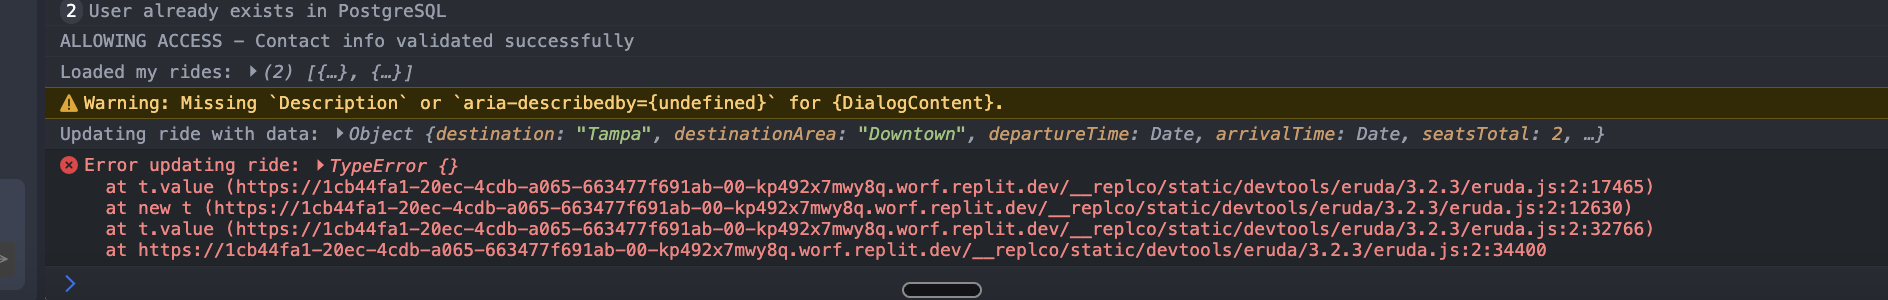 2 User already exists in PostgreSQL
ALLOWING ACCESS – Contact info validated successfully
Loaded my rides: (2) [{…}, {…}]
Warning: Missing `Description` or `aria-describedby={undefined}` for {DialogContent}.
Updating ride with data: Object {destination: "Tampa", destinationArea: "Downtown", departureTime: Date, arrivalTime: Date, seatsTotal: 2, …}
Error updating ride: TypeError {}
at t.value (https://1cb44fa1-20ec-4cdb-a065-663477f691ab-00-kp492x7mwy8q.worf.replit.dev/__replco/static/devtools/eruda/3.2.3/eruda.js:2:17465)
at new t (https://1cb44fa1-20ec-4cdb-a065-663477f691ab-00-kp492x7mwy8q.worf.replit.dev/__replco/static/devtools/eruda/3.2.3/eruda.js:2:12630)
at t.value (https://1cb44fa1-20ec-4cdb-a065-663477f691ab-00-kp492x7mwy8q.worf.replit.dev/__replco/static/devtools/eruda/3.2.3/eruda.js:2:32766)
at https://1cb44fa1-20ec-4cdb-a065-663477f691ab-00-kp492x7mwy8q.worf.replit.dev/__replco/static/devtools/eruda/3.2.3/eruda.js:2:34400